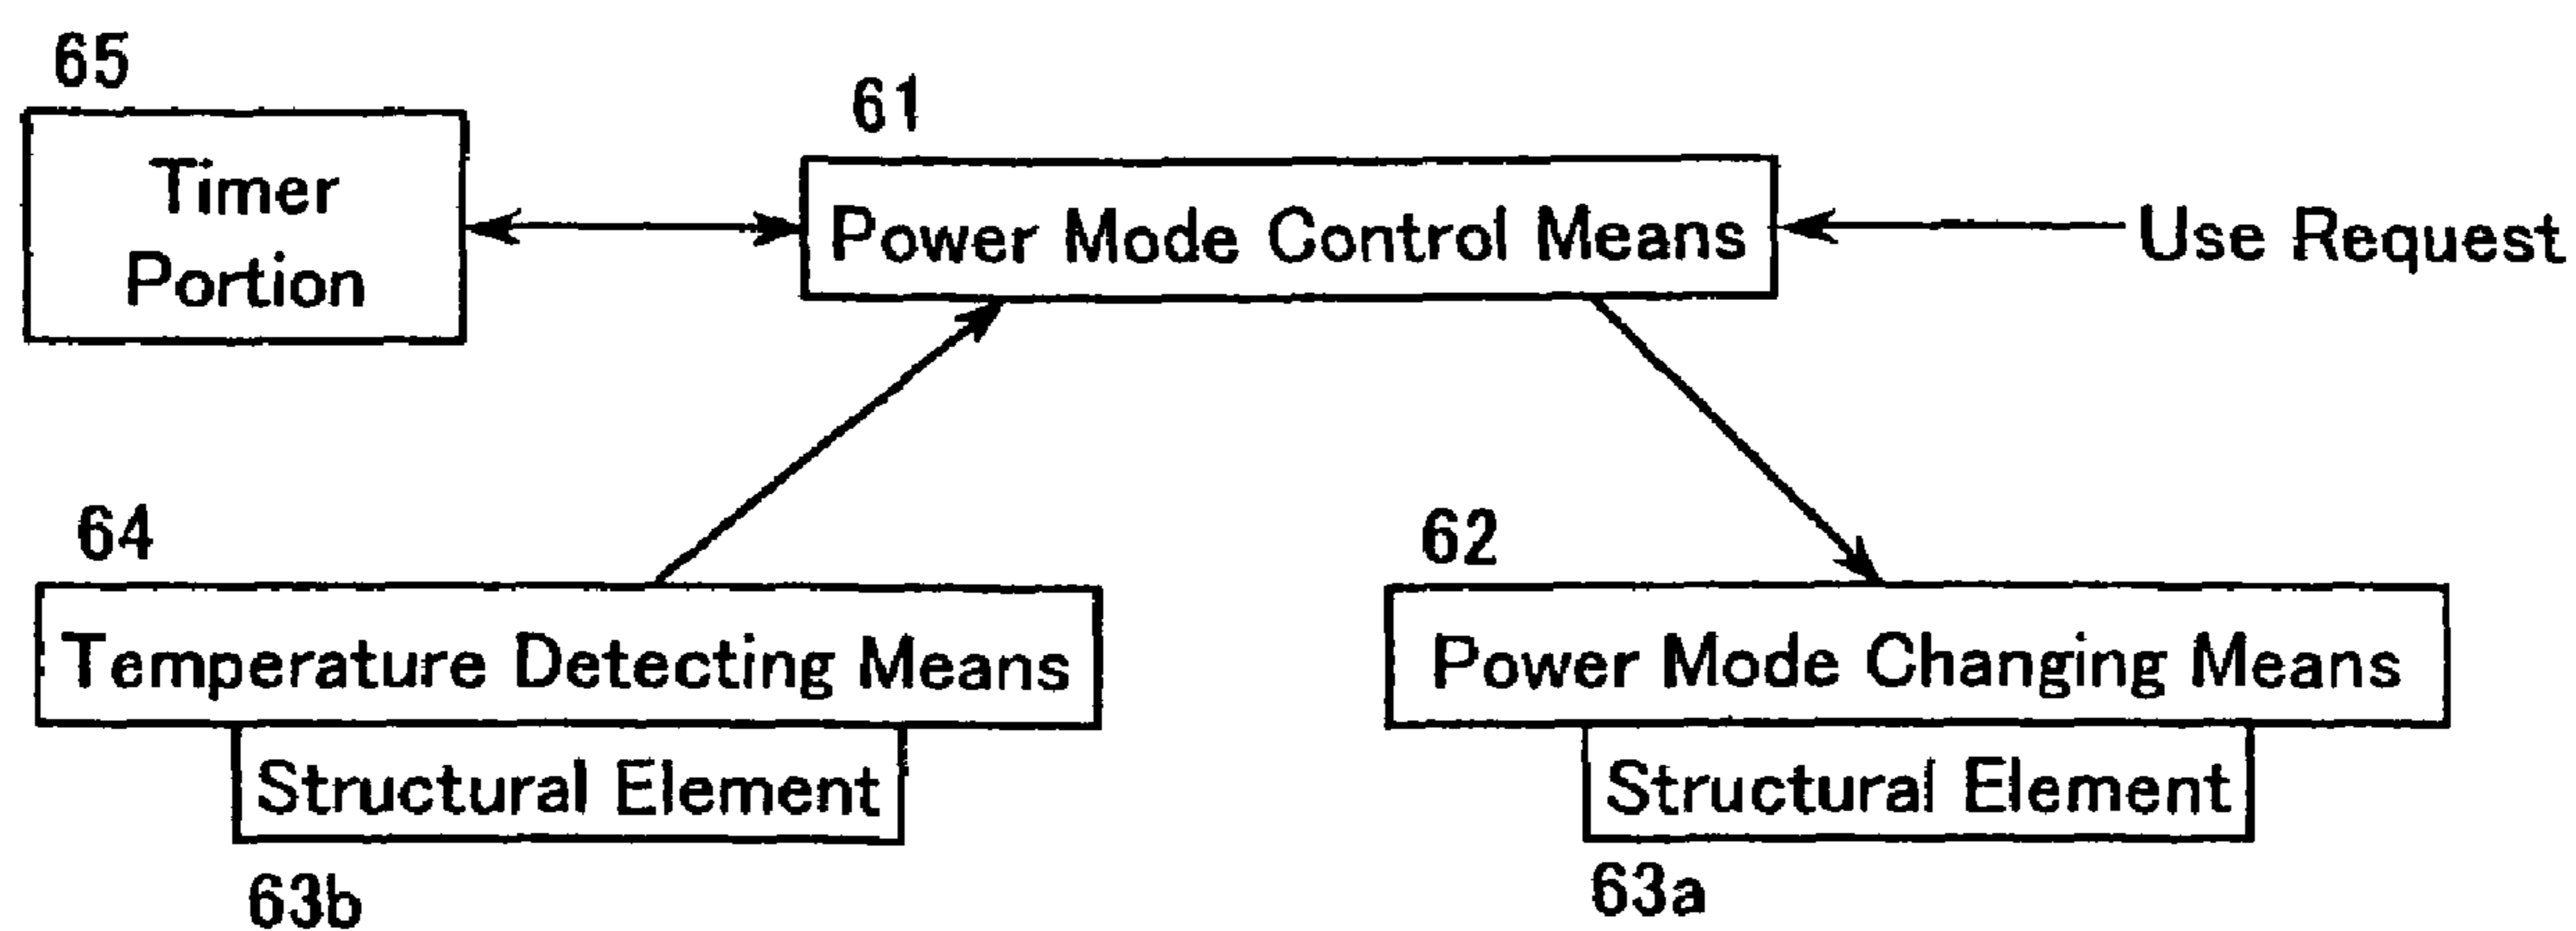 65
Timer
Portion
61
Power Mode Control Means
Use Request
64
Temperature Detecting Means
Structural Element
63b
62
Power Mode Changing Means
Structural Element
63a